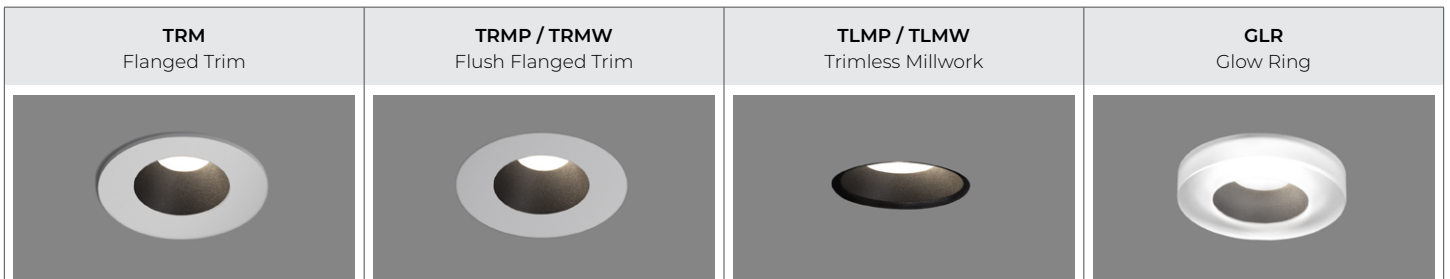 TRM
Flanged Trim
TRMP / TRMW
Flush Flanged Trim
TLMP / TLMW
Trimless Millwork
GLR
Glow Ring